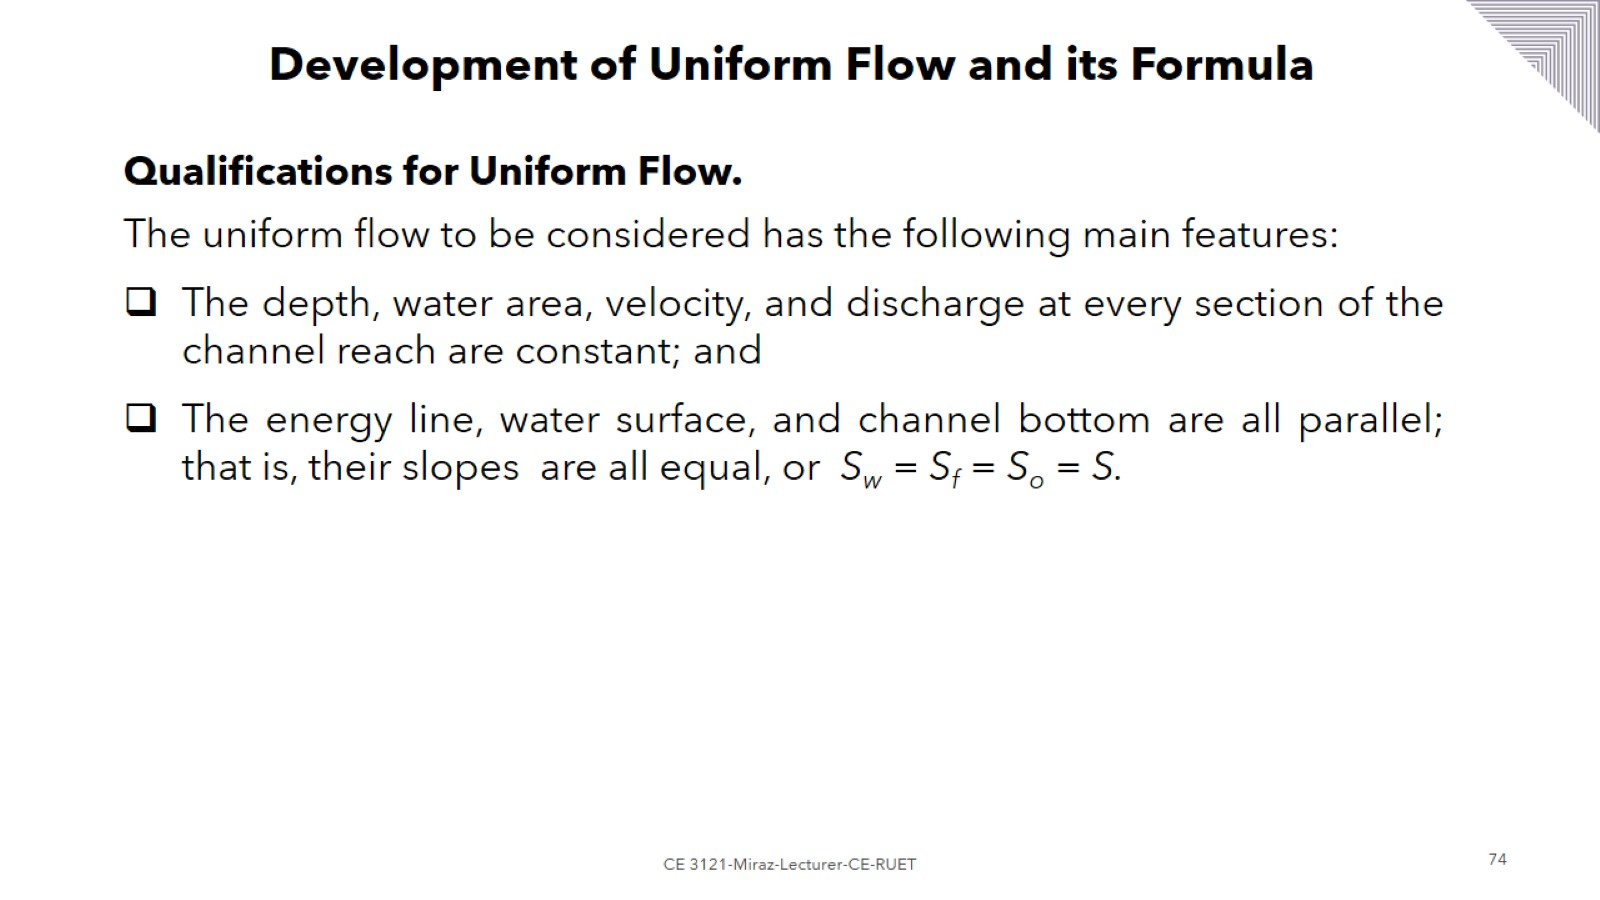 Development of Uniform Flow and its Formula
Qualifications for Uniform Flow.
The uniform flow to be considered has the following main features:
❑ The depth, water area, velocity, and discharge at every section of the
channel reach are constant; and
❑ The energy line, water surface, and channel bottom are all parallel;
that is, their slopes are all equal, or S_w = S_f = S_o = S.
CE 3121-Miraz-Lecturer-CE-RUET
74